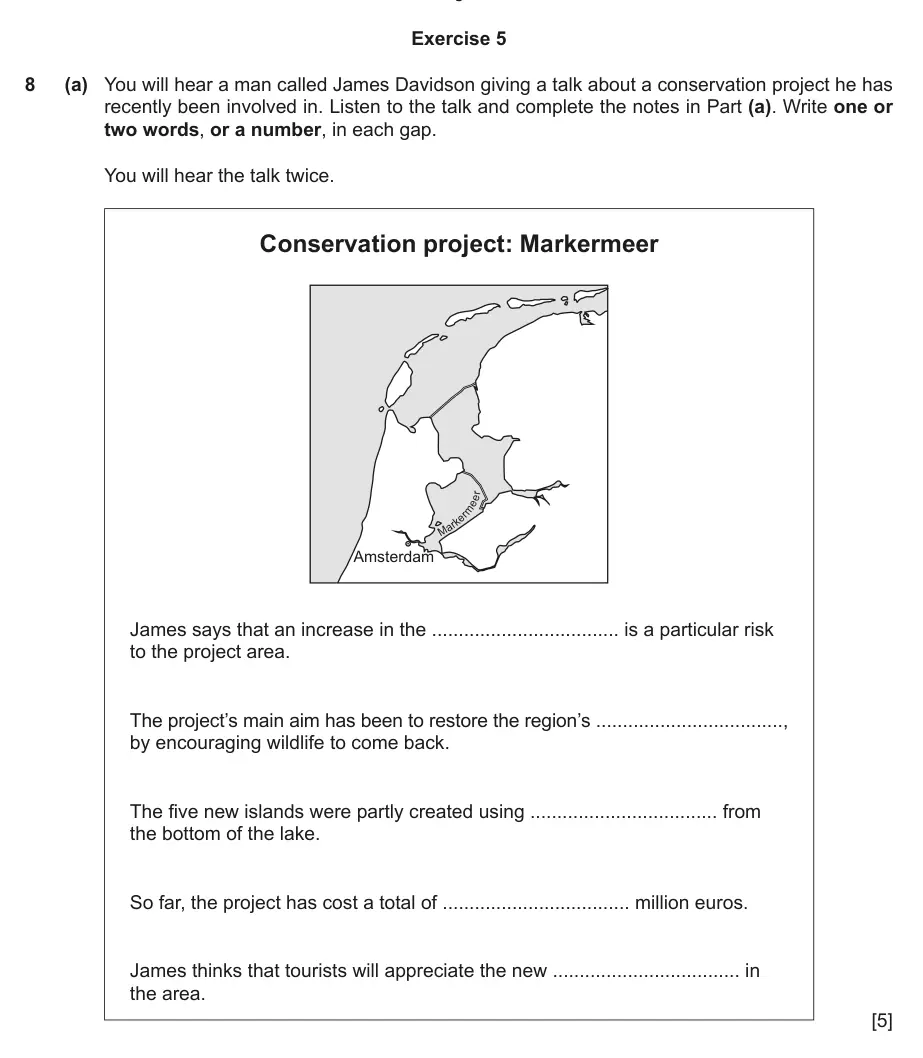 Exercise 5
8 (a) You will hear a man called James Davidson giving a talk about a conservation project he has
recently been involved in. Listen to the talk and complete the notes in Part (a). Write one or
two words, or a number, in each gap.
You will hear the talk twice.
Conservation project: Markermeer
Markermeer
Amsterdam
James says that an increase in the ................................... is a particular risk
to the project area.
The project’s main aim has been to restore the region’s ...................................,
by encouraging wildlife to come back.
The five new islands were partly created using ................................... from
the bottom of the lake.
So far, the project has cost a total of ................................... million euros.
James thinks that tourists will appreciate the new ................................... in
the area.
[5]